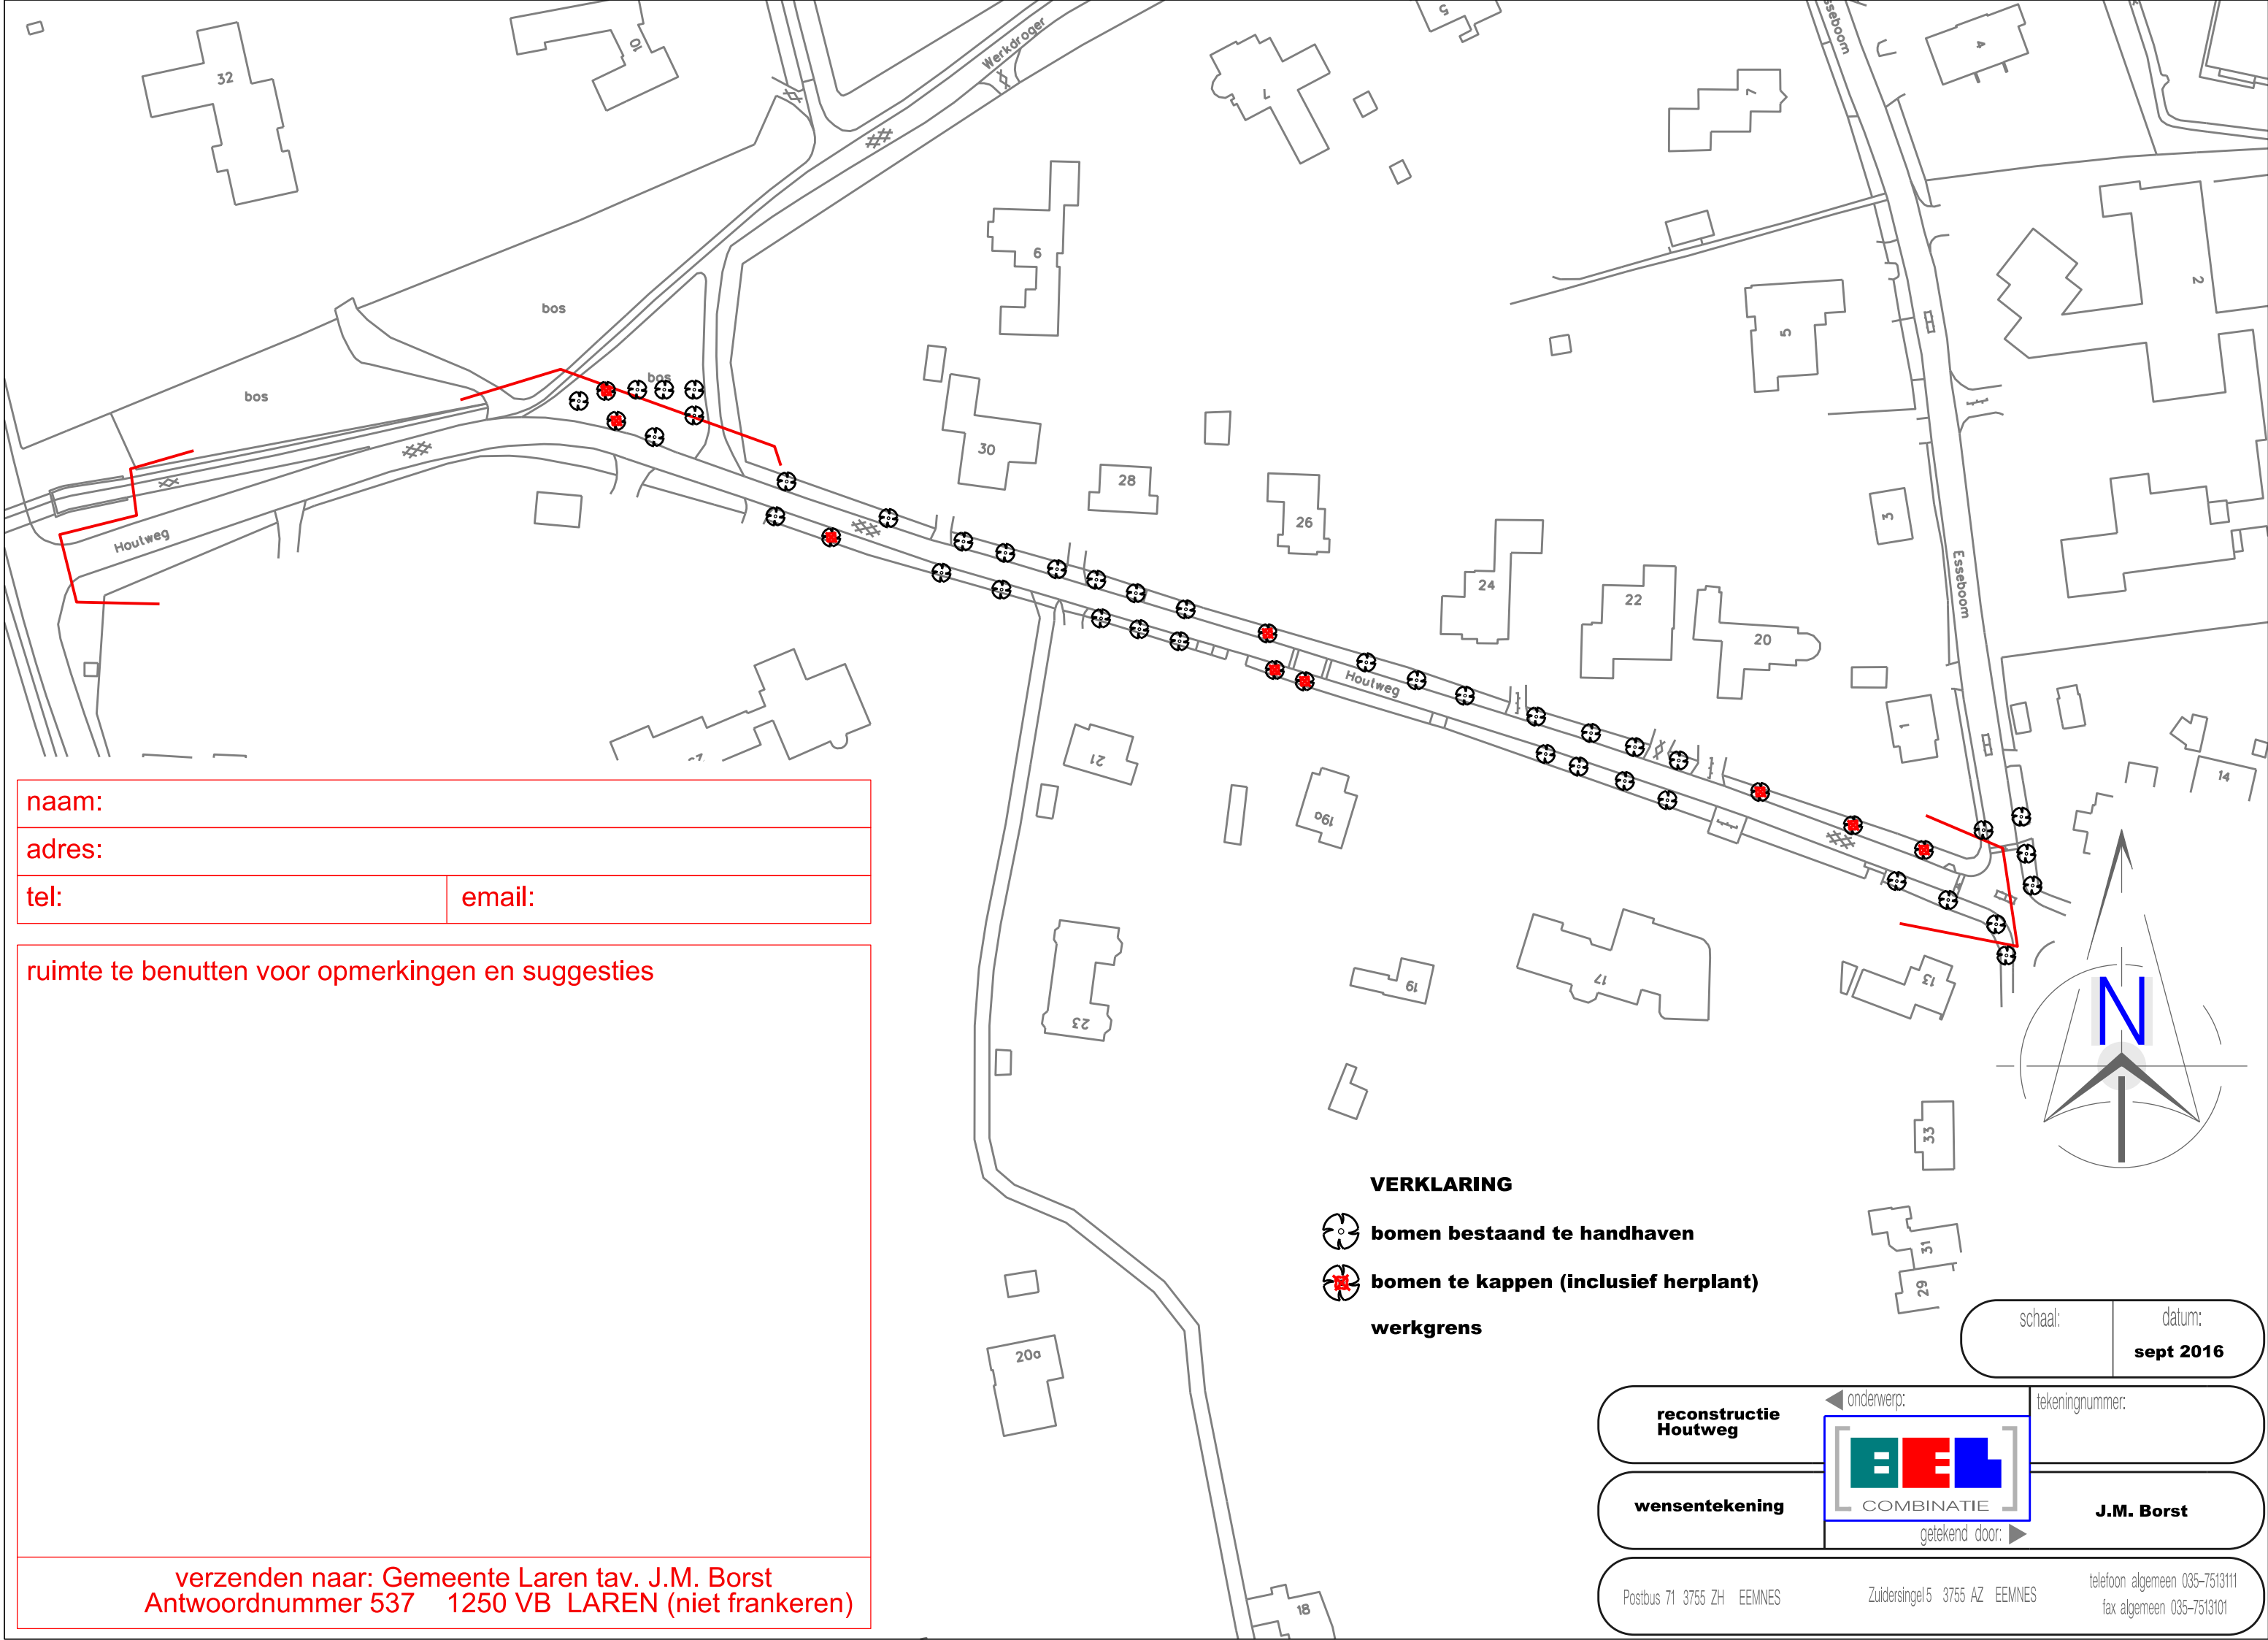 32
10
Werkdroger
5
1
7
sseboom
4
6
bos
bos
bos
2
5
30
28
26
24
22
20
3
Houtweg
Houtweg
Esseboom
1
14
21
19a
23
19
17
13
33
31
29
20a
18
naam:
adres:
tel: email:
ruimte te benutten voor opmerkingen en suggesties
verzenden naar: Gemeente Laren tav. J.M. Borst
Antwoordnummer 537 1250 VB LAREN (niet frankeren)
N
VERKLARING
bomen bestaand te handhaven
bomen te kappen (inclusief herplant)
werkgrens
schaal: datum:
sept 2016
reconstructie
Houtweg
onderwerp:
tekeningnummer:
BEL
COMBINATIE
wensentekening
getekend door:
J.M. Borst
Postbus 71 3755 ZH EEMNES
Zuidersingel 5 3755 AZ EEMNES
telefoon algemeen 035-7513111
fax algemeen 035-7513101